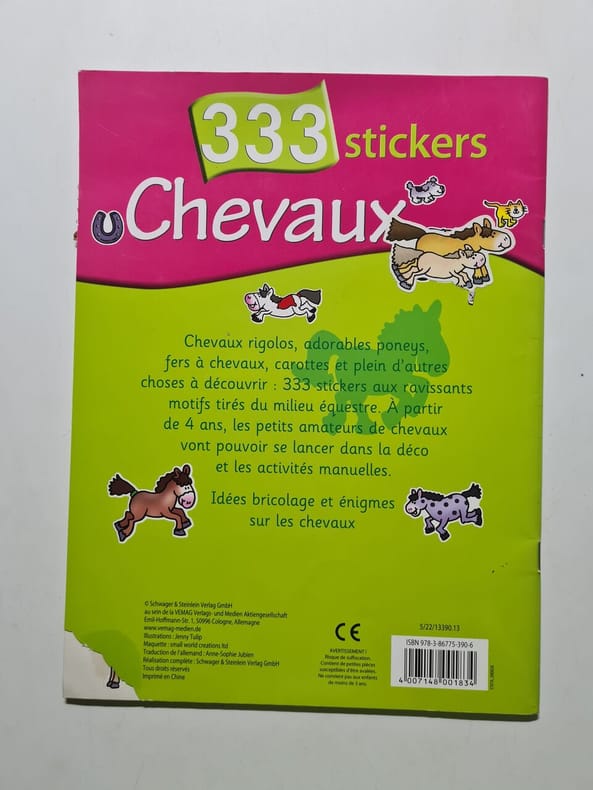 333 stickers
Chevaux
Chevaux rigolos, adorables poneys,
fers à chevaux, carottes et plein d'autres
choses à découvrir : 333 stickers aux ravissants
motifs tirés du milieu équestre. À partir
de 4 ans, les petits amateurs de chevaux
vont pouvoir se lancer dans la déco
et les activités manuelles.
Idées bricolage et énigmes
sur les chevaux
© Schwager & Steinlein Verlag GmbH
au sein de la VEMAG Verlags- und Medien Aktiengesellschaft
Emil-Hoffmann-Str. 1, 50996 Cologne, Allemagne
www.vemag-medien.de
Illustrations : Jenny Tulip
Maquette : small world creations ltd
Traduction de l'allemand : Anne-Sophie Jubien
Réalisation complète : Schwager & Steinlein Verlag GmbH
Tous droits réservés
Imprimé en Chine
CE
AVERTISSEMENT !
Risque de suffocation.
Contient de petites pièces
susceptibles d'être avalées.
Ne convient pas aux enfants
de moins de 3 ans.
5/22/13390.13
ISBN 978-3-86775-390-6
4 007148 001834